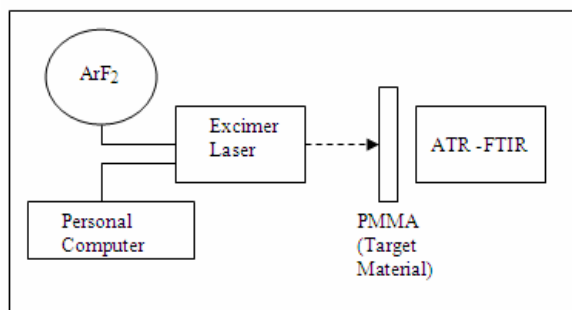 ArF2
Excimer
Laser
ATR -FTIR
Personal
Computer
PMMA
(Target
Material)